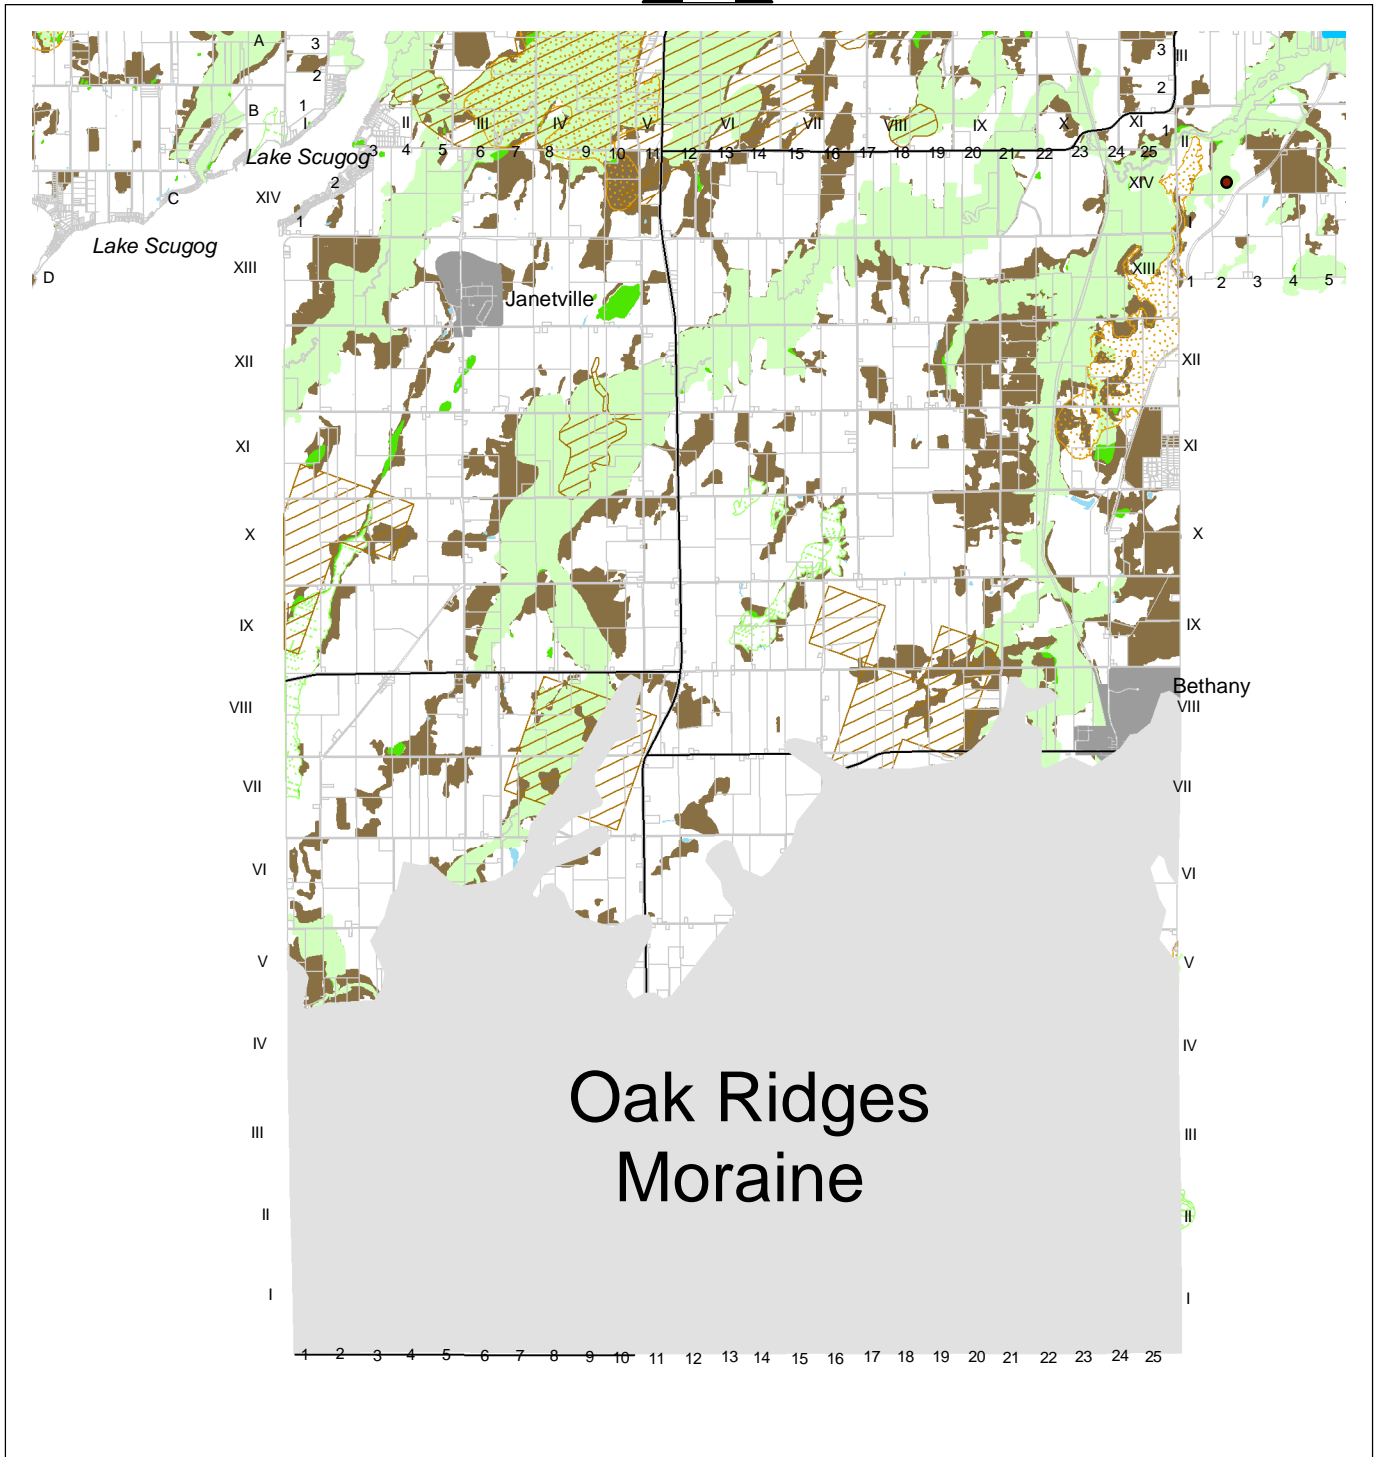 A
3
3
III
2
2
B
1
I
II
III
IV
V
VI
VII
VIII
IX
X
XI
1
II
Lake Scugog
3
4
5
6
7
8
9
10
11
12
13
14
15
16
17
18
19
20
21
22
23
24
25
C
XIV
2
XIV
1
I
Lake Scugog
D
XIII
XIII
1
2
3
4
5
Janetville
XII
XII
XI
XI
X
X
IX
IX
Bethany
VIII
VIII
VII
VII
VI
VI
V
V
IV
IV
Oak Ridges
Moraine
III
III
II
II
I
I
1
2
3
4
5
6
7
8
9
10
11
12
13
14
15
16
17
18
19
20
21
22
23
24
25